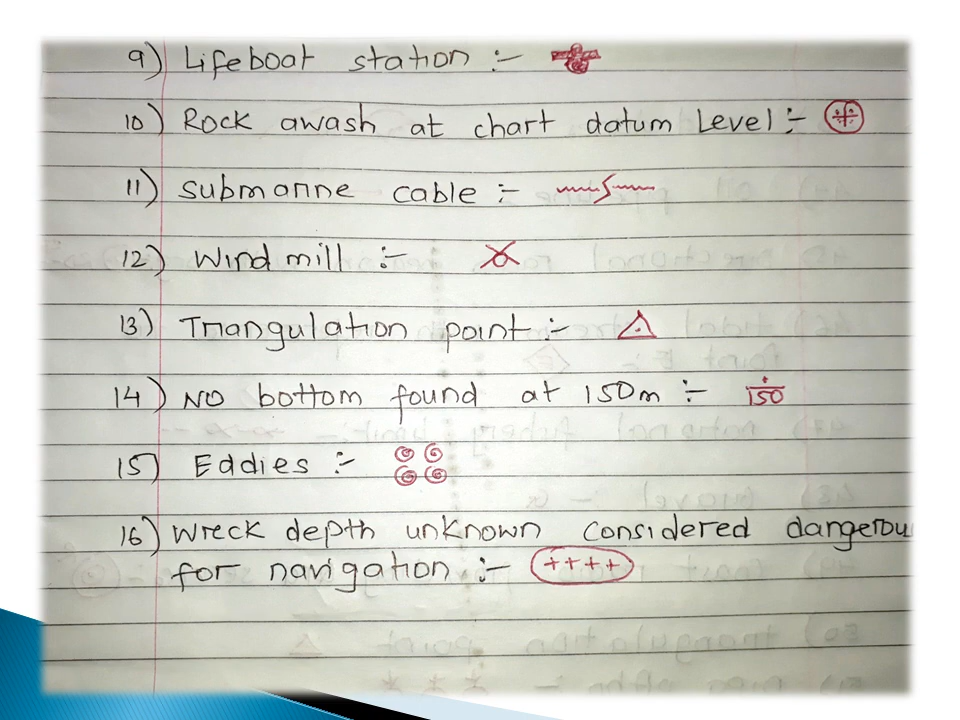 9) Lifeboat station :-
10) Rock awash at chart datum Level :-
11) submarine cable :-
12) Wind mill :-
13) Triangulation point :-
14) NO bottom found at 150m :- 150
15) Eddies :-
16) Wreck depth unknown considered dangerou
for navigation :- ++++